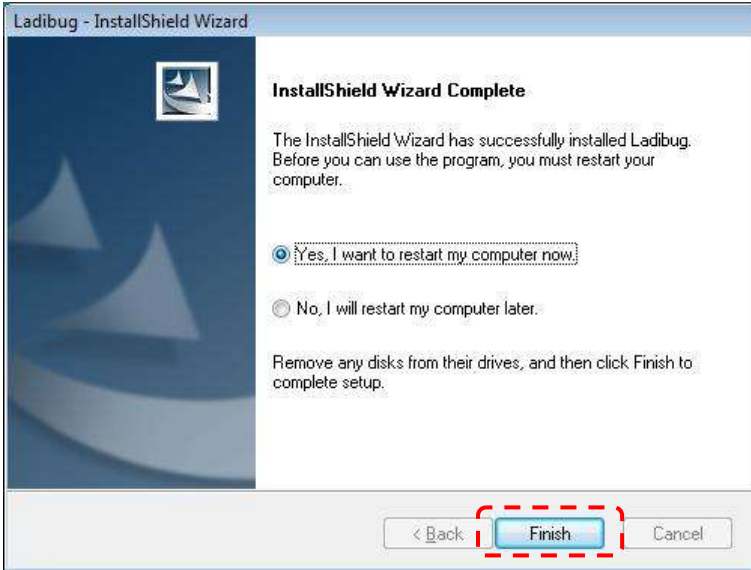 Ladibug - InstallShield Wizard
InstallShield Wizard Complete
The InstallShield Wizard has successfully installed Ladibug.
Before you can use the program, you must restart your
computer.
Yes, I want to restart my computer now.
No, I will restart my computer later.
Remove any disks from their drives, and then click Finish to
complete setup.
< Back Finish Cancel